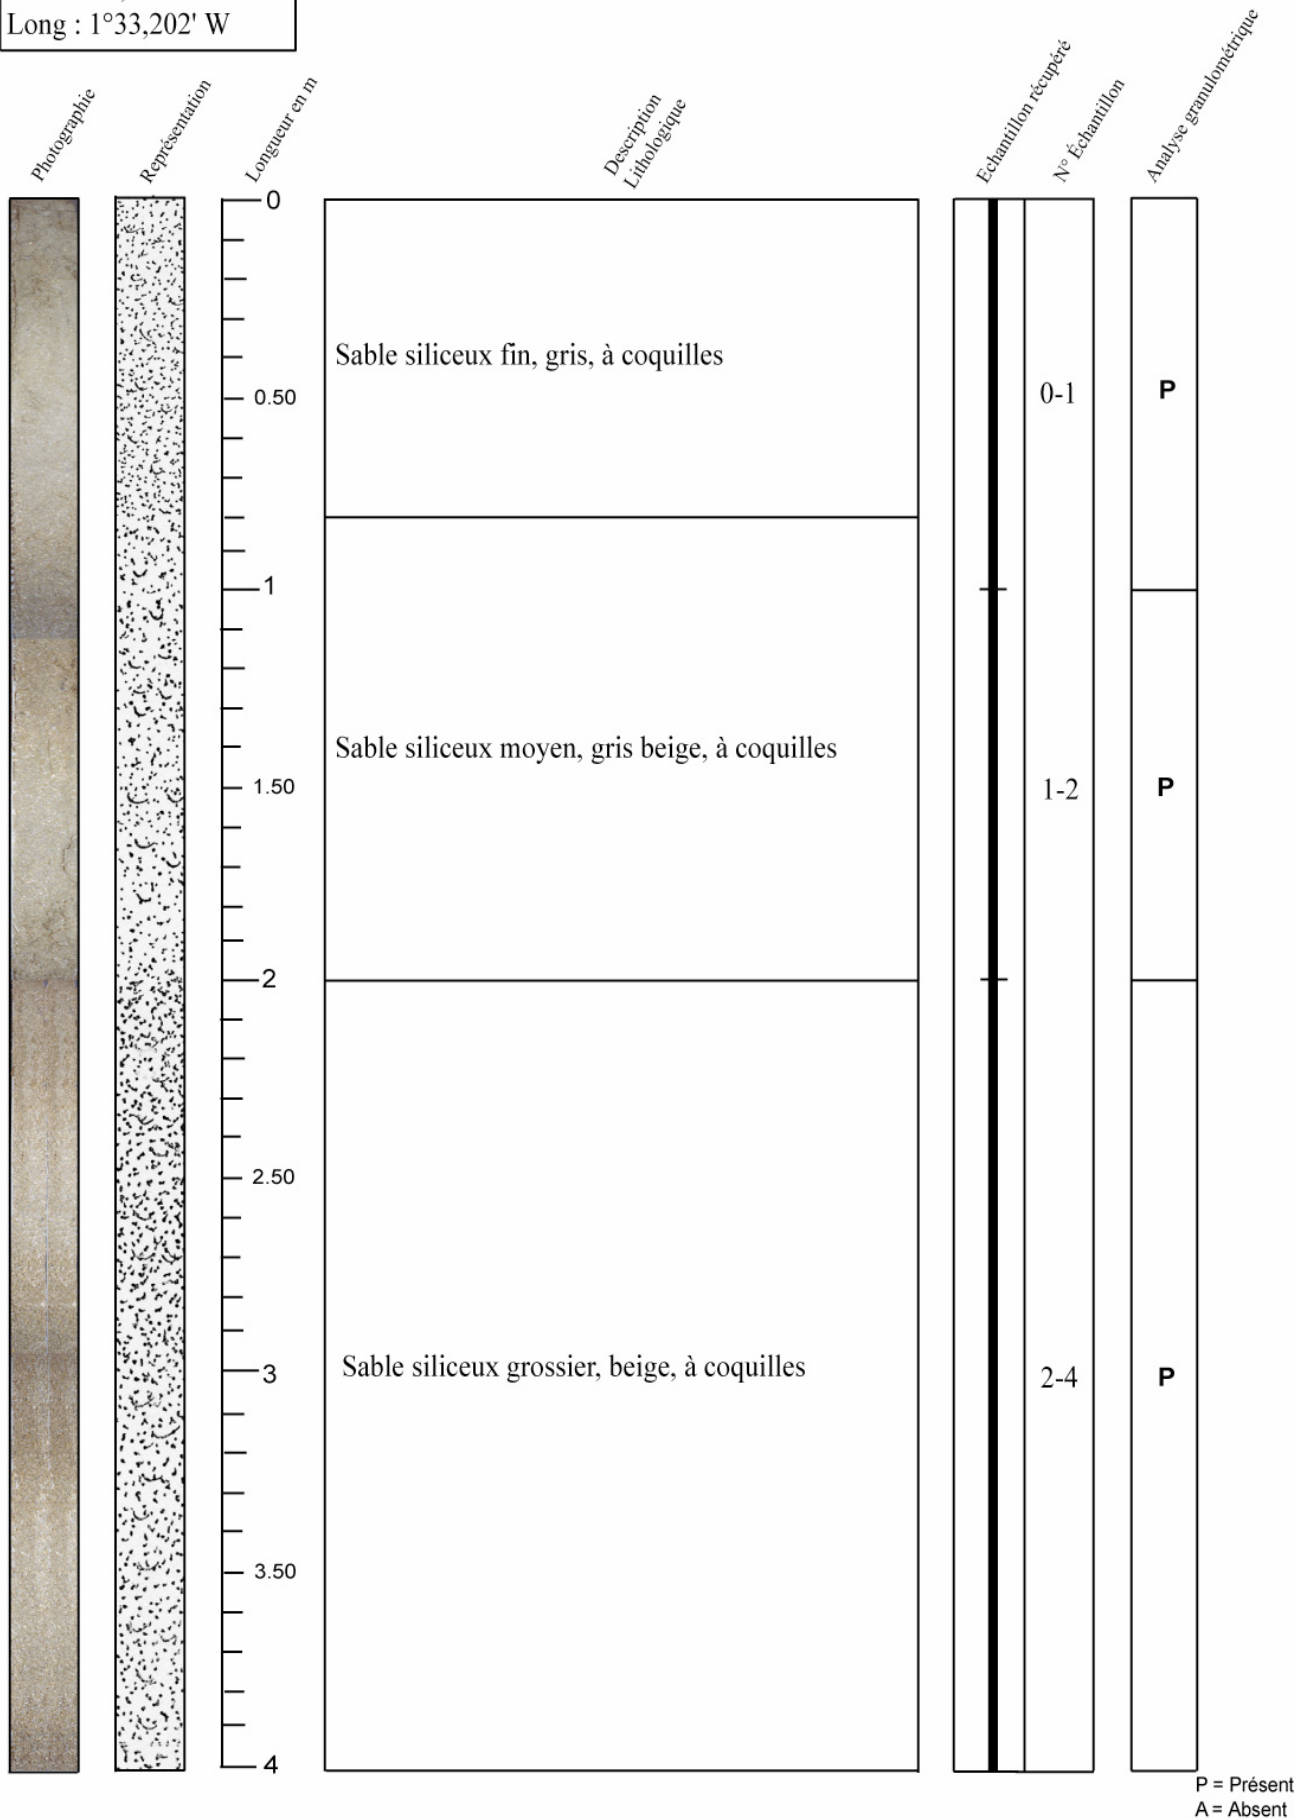 Long : 1°33,202' W
Photographie
Représentation
Longueur en m
Description
Lithologique
Echantillon récupéré
N° Échantillon
Analyse granulométrique
0
Sable siliceux fin, gris, à coquilles
0.50
0-1
P
1
Sable siliceux moyen, gris beige, à coquilles
1.50
1-2
P
2
2.50
Sable siliceux grossier, beige, à coquilles
3
2-4
P
3.50
4
P = Présent
A = Absent